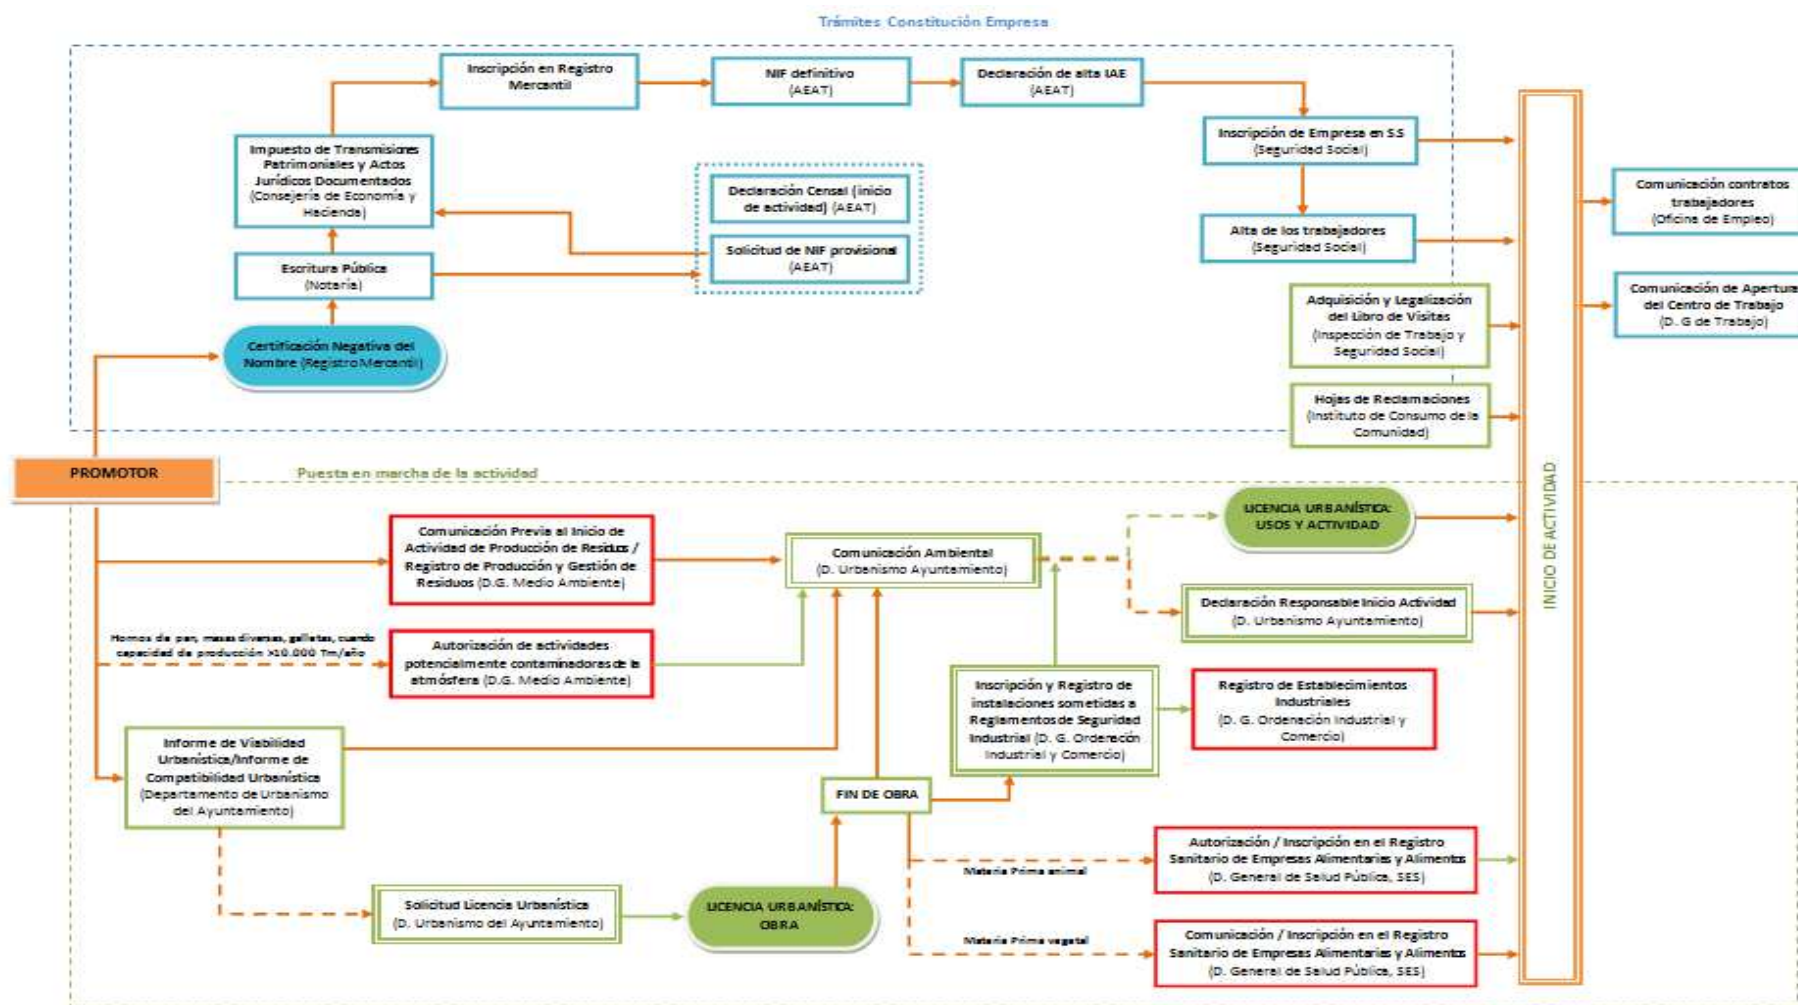 Trámites Constitución Empresa
Inscripción en Registro
Mercantil
NIF definitivo
(AEAT)
Declaración de alta IAE
(AEAT)
Impuesto de Transmisiones
Patrimoniales y Actos
Jurídicos Documentados
(Consejería de Economía y
Hacienda)
Inscripción de Empresa en S.S
(Seguridad Social)
Declaración Censal (inicio
de actividad) (AEAT)
Solicitud de NIF provisional
(AEAT)
Alta de los trabajadores
(Seguridad Social)
Comunicación contratos
trabajadores
(Oficina de Empleo)
Escritura Pública
(Notaría)
Adquisición y Legalización
del Libro de Visitas
(Inspección de Trabajo y
Seguridad Social)
Comunicación de Apertura
del Centro de Trabajo
(D. G de Trabajo)
Certificación Negativa del
Nombre (Registro Mercantil)
Hojas de Reclamaciones
(Instituto de Consumo de la
Comunidad)
PROMOTOR
Puesta en marcha de la actividad
INICIO DE ACTIVIDAD
Comunicación Previa al Inicio de
Actividad de Producción de Residuos /
Registro de Producción y Gestión de
Residuos (D.G. Medio Ambiente)
Comunicación Ambiental
(D. Urbanismo Ayuntamiento)
LICENCIA URBANÍSTICA:
USOS Y ACTIVIDAD
Declaración Responsable Inicio Actividad
(D. Urbanismo Ayuntamiento)
Hornos de pan, masas diversas, galletas, cuando
capacidad de producción >10.000 Tm/año
Autorización de actividades
potencialmente contaminadoras de la
atmósfera (D.G. Medio Ambiente)
Inscripción y Registro de
instalaciones sometidas a
Reglamentos de Seguridad
Industrial (D. G. Ordenación
Industrial y Comercio)
Registro de Establecimientos
Industriales
(D. G. Ordenación Industrial y
Comercio)
Informe de Viabilidad
Urbanística/Informe de
Compatibilidad Urbanística
(Departamento de Urbanismo
del Ayuntamiento)
FIN DE OBRA
Materia Prima animal
Autorización / Inscripción en el Registro
Sanitario de Empresas Alimentarias y Alimentos
(D. General de Salud Pública, SES)
Solicitud Licencia Urbanística
(D. Urbanismo del Ayuntamiento)
LICENCIA URBANÍSTICA:
OBRA
Materia Prima vegetal
Comunicación / Inscripción en el Registro
Sanitario de Empresas Alimentarias y Alimentos
(D. General de Salud Pública, SES)